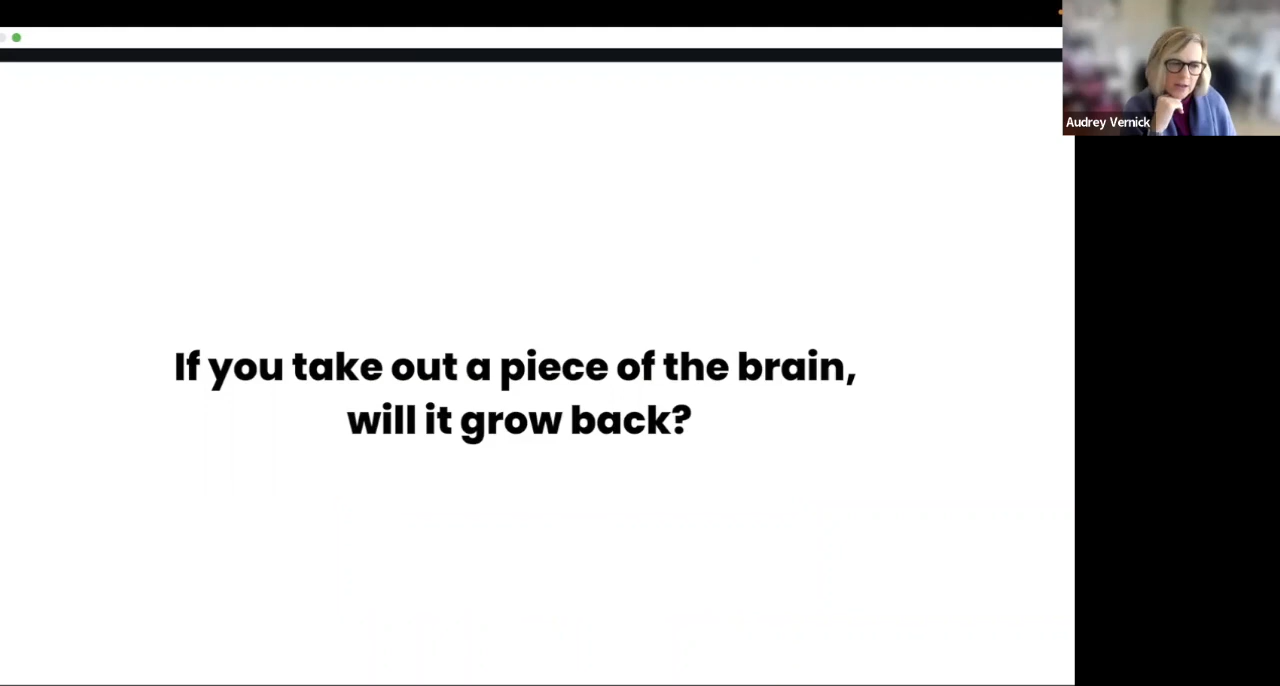 Audrey Vernick
If you take out a piece of the brain,
will it grow back?